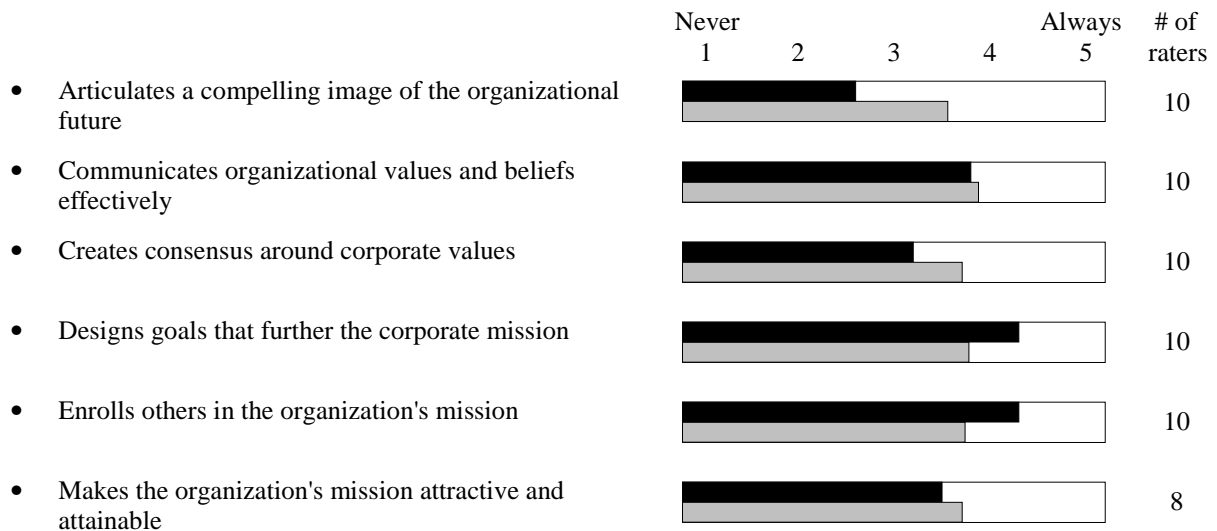 Never Always # of
1 2 3 4 5 raters
• Articulates a compelling image of the organizational
future
10
• Communicates organizational values and beliefs
effectively
10
• Creates consensus around corporate values
10
• Designs goals that further the corporate mission
10
• Enrolls others in the organization's mission
10
• Makes the organization's mission attractive and
attainable
8